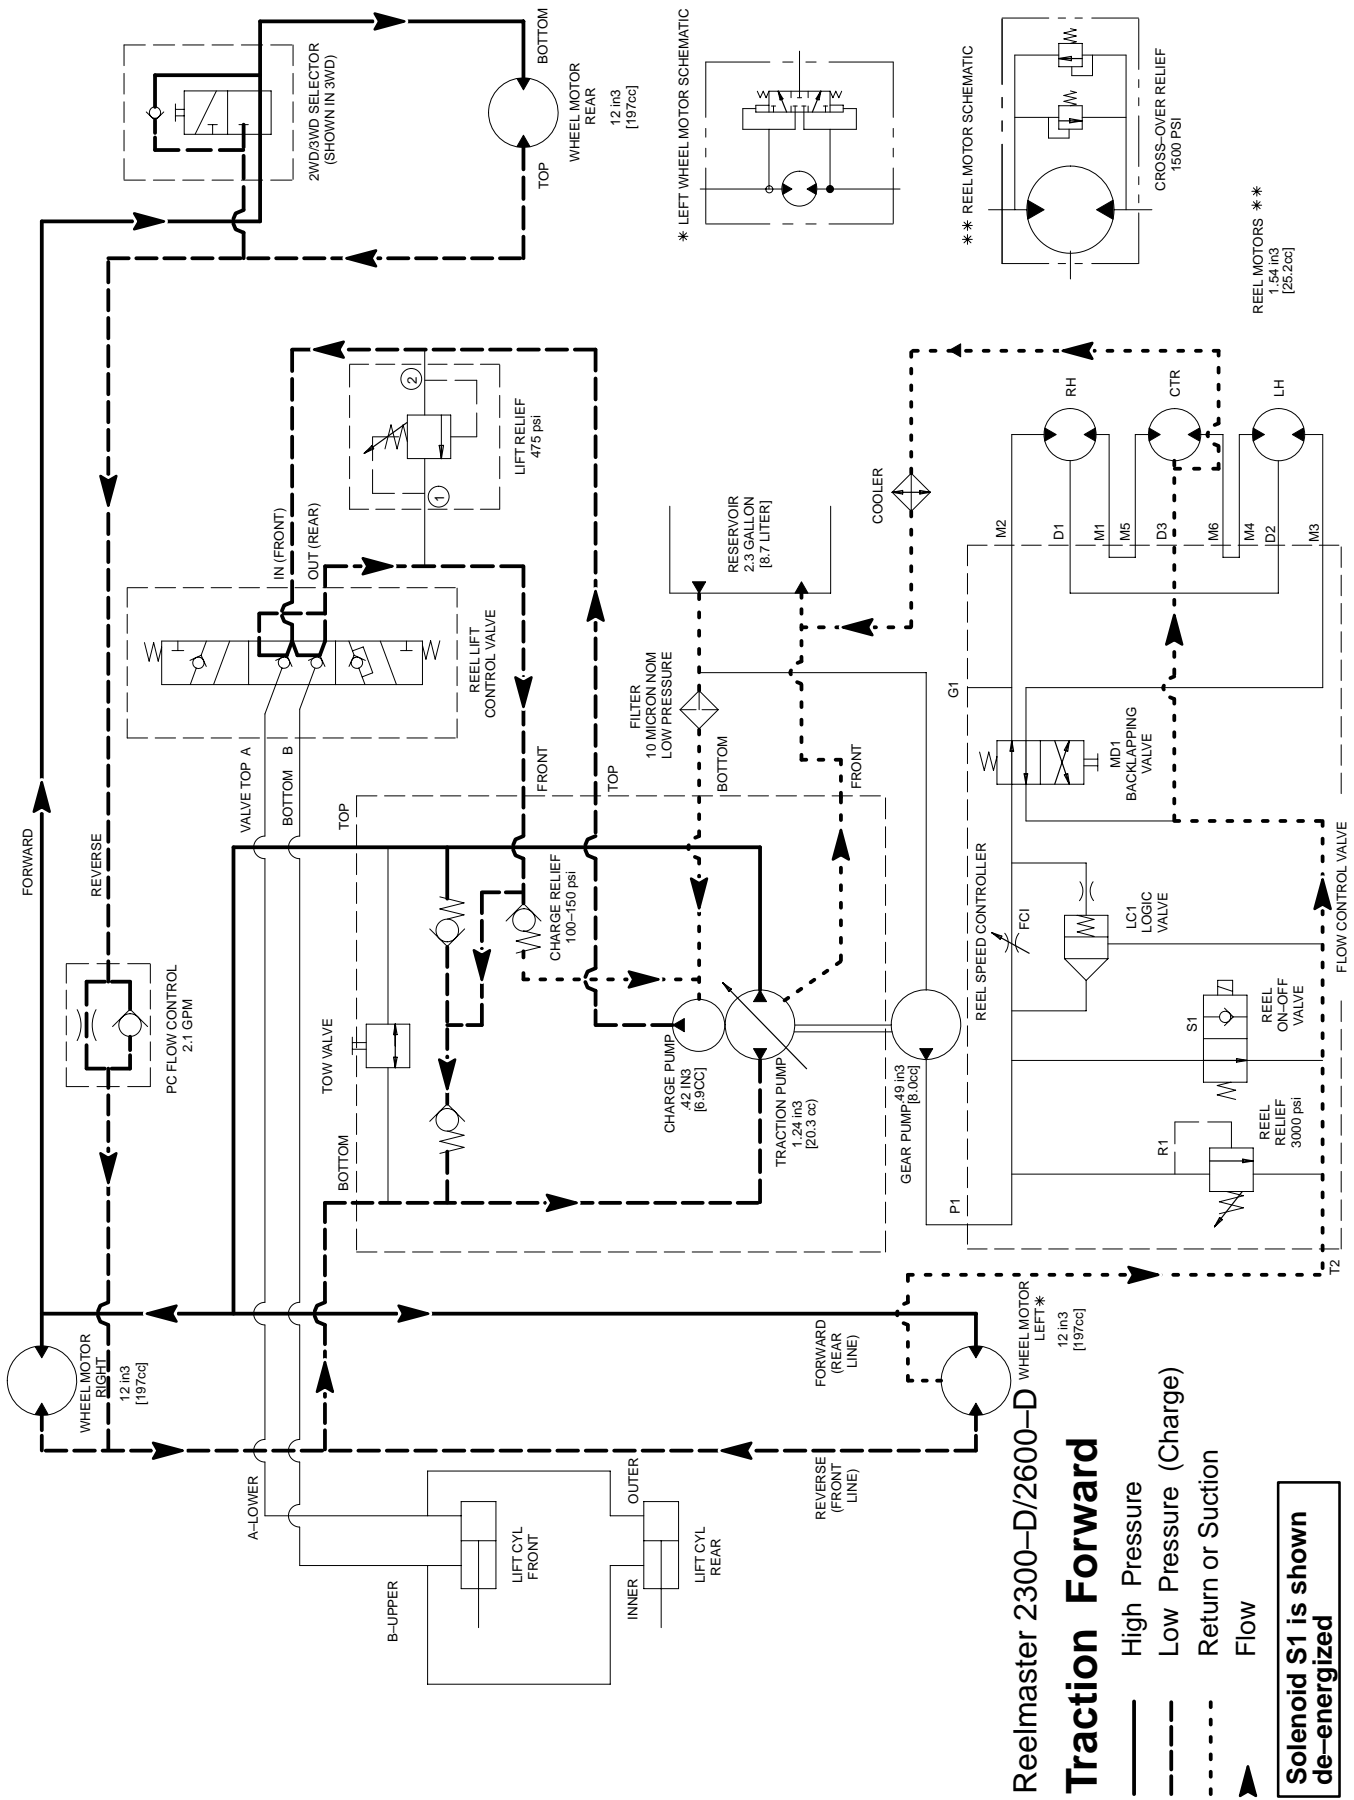 FORWARD
REVERSE
PC FLOW CONTROL
2.1 GPM
WHEEL MOTOR
RIGHT
12 in3
[197cc]
2WD/3WD SELECTOR
(SHOWN IN 3WD)
BOTTOM
TOP
WHEEL MOTOR
REAR
12 in3
[197cc]
VALVE TOP A
BOTTOM B
IN (FRONT)
OUT (REAR)
REEL LIFT
CONTROL VALVE
1
2
LIFT RELIEF
475 psi
A–LOWER
B–UPPER
LIFT CYL
FRONT
INNER
OUTER
LIFT CYL
REAR
BOTTOM
TOP
TOW VALVE
FRONT
TOP
BOTTOM
FRONT
CHARGE RELIEF
100–150 psi
CHARGE PUMP
.42 IN3
[6.9CC]
TRACTION PUMP
1.24 in3
[20.3 cc)
GEAR PUMP
.49 in3
[8.0cc]
FILTER
10 MICRON NOM
LOW PRESSURE
RESERVOIR
2.3 GALLON
[8.7 LITER]
COOLER
REVERSE
(FRONT
LINE)
FORWARD
(REAR
LINE)
WHEEL MOTOR
LEFT*
12 in3
[197cc]
P1
G1
REEL SPEED CONTROLLER
M2
D1
M1
M5
D3
M6
M4
D2
M3
T2
FCI
LC1
LOGIC
VALVE
MD1
BACKLAPPING
VALVE
R1
REEL
RELIEF
3000 psi
S1
REEL
ON–OFF
VALVE
FLOW CONTROL VALVE
RH
CTR
LH
REEL MOTORS **
1.54 in3
[25.2cc]
* LEFT WHEEL MOTOR SCHEMATIC
** REEL MOTOR SCHEMATIC
CROSS–OVER RELIEF
1500 PSI
Reelmaster 2300–D/2600–D
Traction Forward
High Pressure
Low Pressure (Charge)
Return or Suction
Flow
Solenoid S1 is shown
de–energized